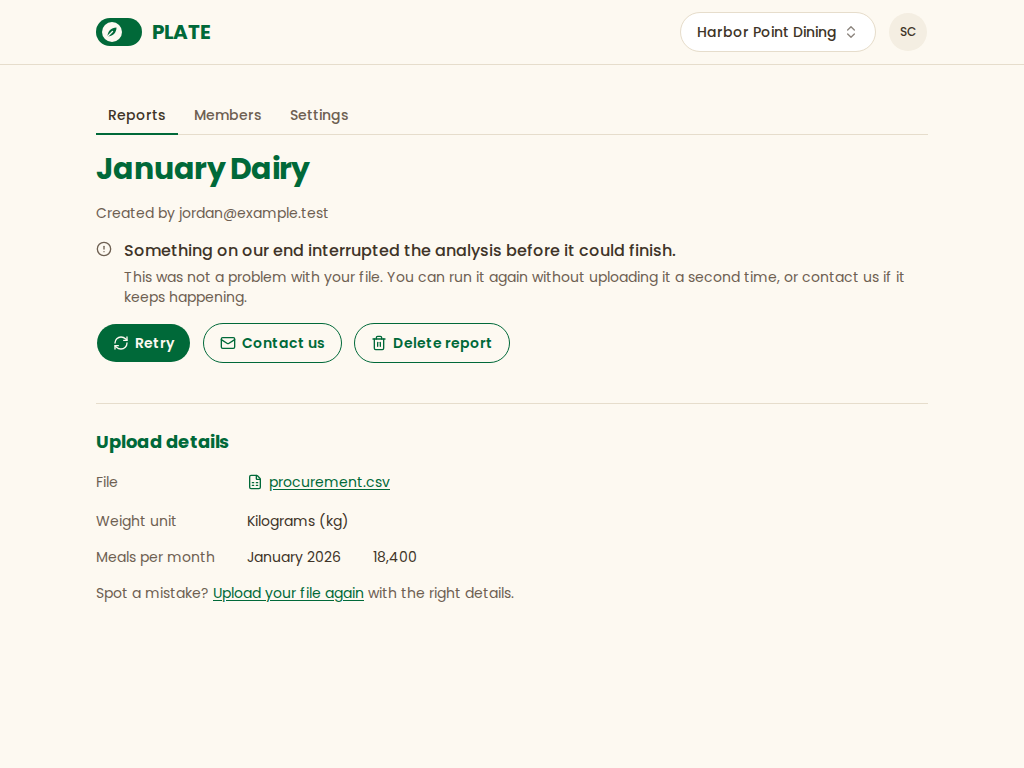 PLATE
Harbor Point Dining
SC
Reports Members Settings
January Dairy
Created by jordan@example.test
Something on our end interrupted the analysis before it could finish.
This was not a problem with your file. You can run it again without uploading it a second time, or contact us if it
keeps happening.
Retry Contact us Delete report
Upload details
File procurement.csv
Weight unit Kilograms (kg)
Meals per month January 2026 18,400
Spot a mistake? Upload your file again with the right details.